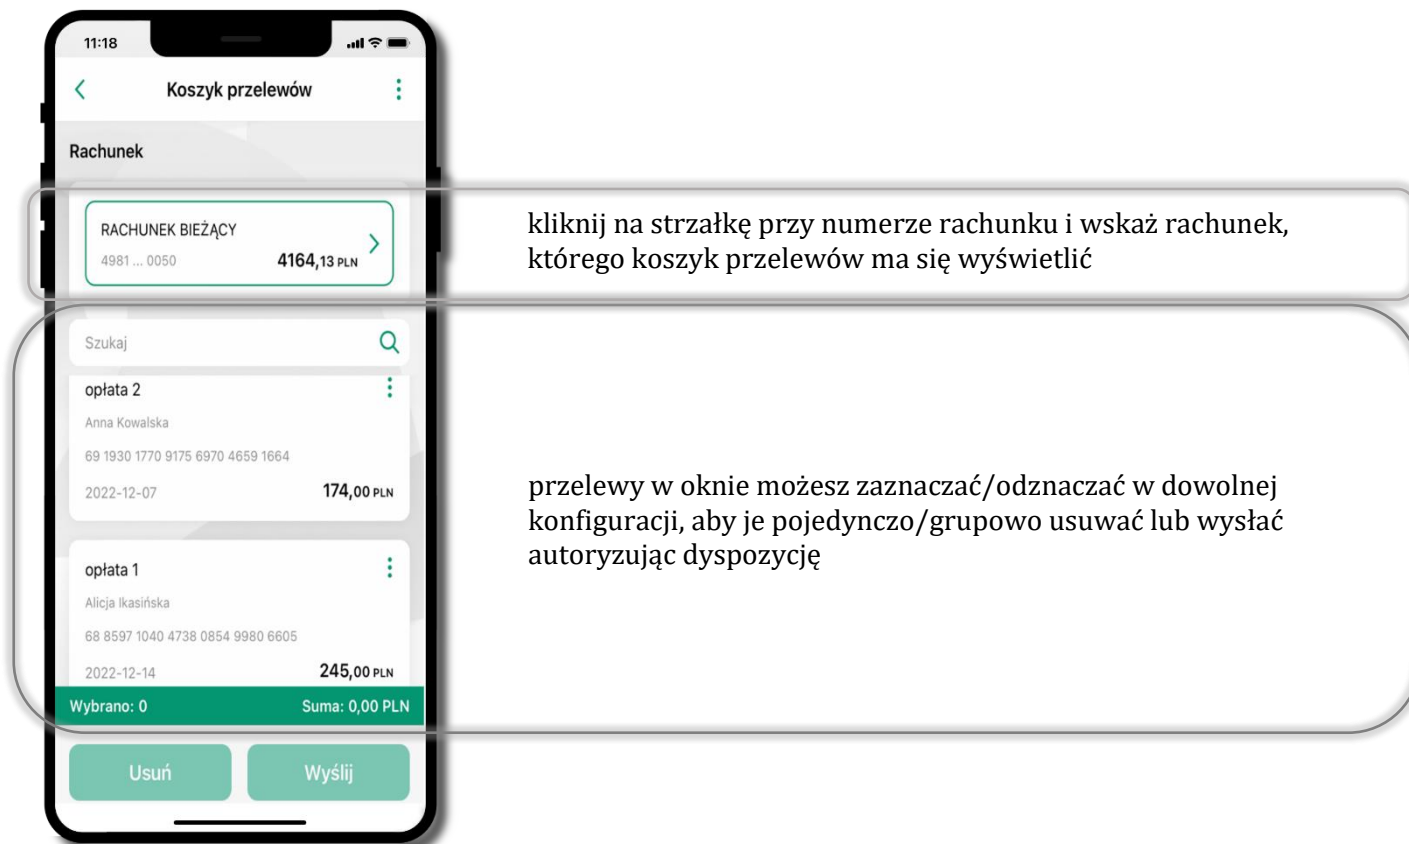 11:18
Koszyk przelewów
Rachunek
RACHUNEK BIEŻĄCY
4981 ... 0050
4164,13 PLN
kliknij na strzałkę przy numerze rachunku i wskaż rachunek,
którego koszyk przelewów ma się wyświetlić
Szukaj
opłata 2
Anna Kowalska
69 1930 1770 9175 6970 4659 1664
2022-12-07
174,00 PLN
przelewy w oknie możesz zaznaczać/odznaczać w dowolnej
konfiguracji, aby je pojedynczo/grupowo usuwać lub wysłać
autoryzując dyspozycję
opłata 1
Alicja Ikasińska
68 8597 1040 4738 0854 9980 6605
2022-12-14
245,00 PLN
Wybrano: 0
Suma: 0,00 PLN
Usuń
Wyślij